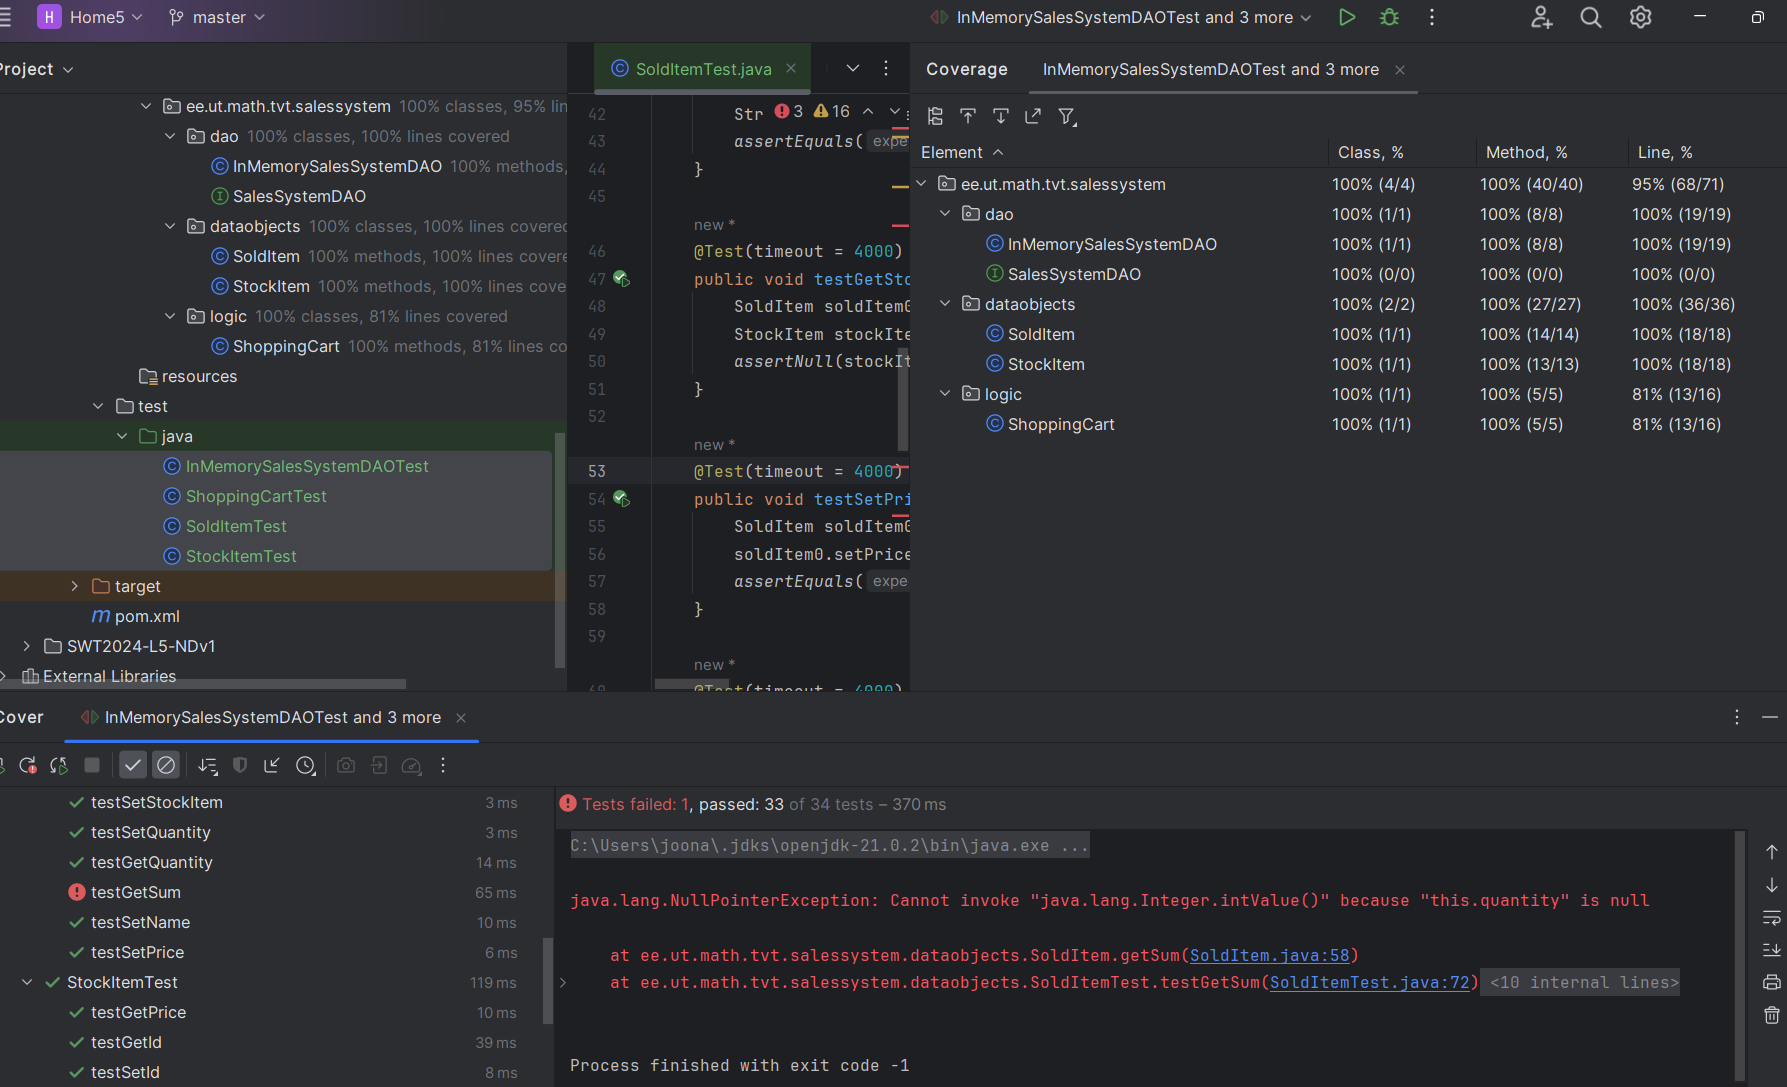 H Home5 master InMemorySalesSystemDAOTest and 3 more
Project
ee.ut.math.tvt.salessystem 100% classes, 95% lin
dao 100% classes, 100% lines covered
InMemorySalesSystemDAO 100% methods,
SalesSystemDAO
dataobjects 100% classes, 100% lines covered
SoldItem 100% methods, 100% lines covere
StockItem 100% methods, 100% lines cove
logic 100% classes, 81% lines covered
ShoppingCart 100% methods, 81% lines co
resources
test
java
InMemorySalesSystemDAOTest
ShoppingCartTest
SoldItemTest
StockItemTest
target
pom.xml
SWT2024-L5-NDv1
External Libraries
SoldItemTest.java
3 16
42 Str
43 assertEquals( expe
44 }
45
new *
46 @Test(timeout = 4000)
47 public void testGetSto
48 SoldItem soldItem0
49 StockItem stockIte
50 assertNull(stockIt
51 }
52
new *
53 @Test(timeout = 4000)
54 public void testSetPri
55 SoldItem soldItem0
56 soldItem0.setPrice
57 assertEquals( expe
58 }
59
new *
60 @Test(timeout = 4000)
Coverage InMemorySalesSystemDAOTest and 3 more
Element Class, % Method, % Line, %
ee.ut.math.tvt.salessystem 100% (4/4) 100% (40/40) 95% (68/71)
dao 100% (1/1) 100% (8/8) 100% (19/19)
InMemorySalesSystemDAO 100% (1/1) 100% (8/8) 100% (19/19)
SalesSystemDAO 100% (0/0) 100% (0/0) 100% (0/0)
dataobjects 100% (2/2) 100% (27/27) 100% (36/36)
SoldItem 100% (1/1) 100% (14/14) 100% (18/18)
StockItem 100% (1/1) 100% (13/13) 100% (18/18)
logic 100% (1/1) 100% (5/5) 81% (13/16)
ShoppingCart 100% (1/1) 100% (5/5) 81% (13/16)
Cover InMemorySalesSystemDAOTest and 3 more
testSetStockItem 3 ms
testSetQuantity 3 ms
testGetQuantity 14 ms
testGetSum 65 ms
testSetName 10 ms
testSetPrice 6 ms
StockItemTest 119 ms
testGetPrice 10 ms
testGetId 39 ms
testSetId 8 ms
Tests failed: 1, passed: 33 of 34 tests – 370 ms
C:\Users\joona\.jdks\openjdk-21.0.2\bin\java.exe ...
java.lang.NullPointerException: Cannot invoke "java.lang.Integer.intValue()" because "this.quantity" is null
at ee.ut.math.tvt.salessystem.dataobjects.SoldItem.getSum(SoldItem.java:58)
at ee.ut.math.tvt.salessystem.dataobjects.SoldItemTest.testGetSum(SoldItemTest.java:72) <10 internal lines>
Process finished with exit code -1